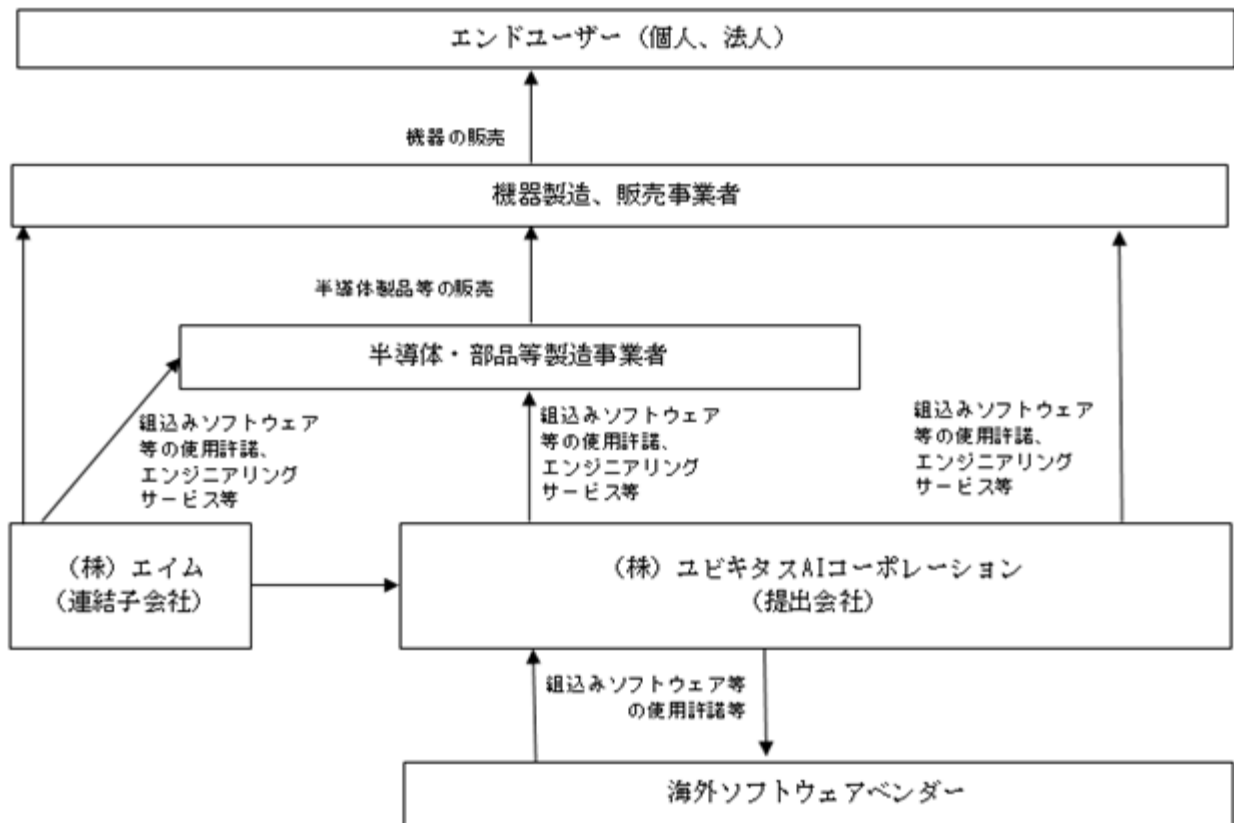 エンドユーザー（個人、法人）
機器の販売
機器製造、販売事業者
半導体製品等の販売
半導体・部品等製造事業者
組込みソフトウェア
等の使用許諾、
エンジニアリング
サービス等
組込みソフトウェア
等の使用許諾、
エンジニアリング
サービス等
組込みソフトウェア
等の使用許諾、
エンジニアリング
サービス等
（株）エイム
（連結子会社）
（株）ユビキタスAIコーポレーション
（提出会社）
組込みソフトウェア等
の使用許諾等
海外ソフトウェアベンダー